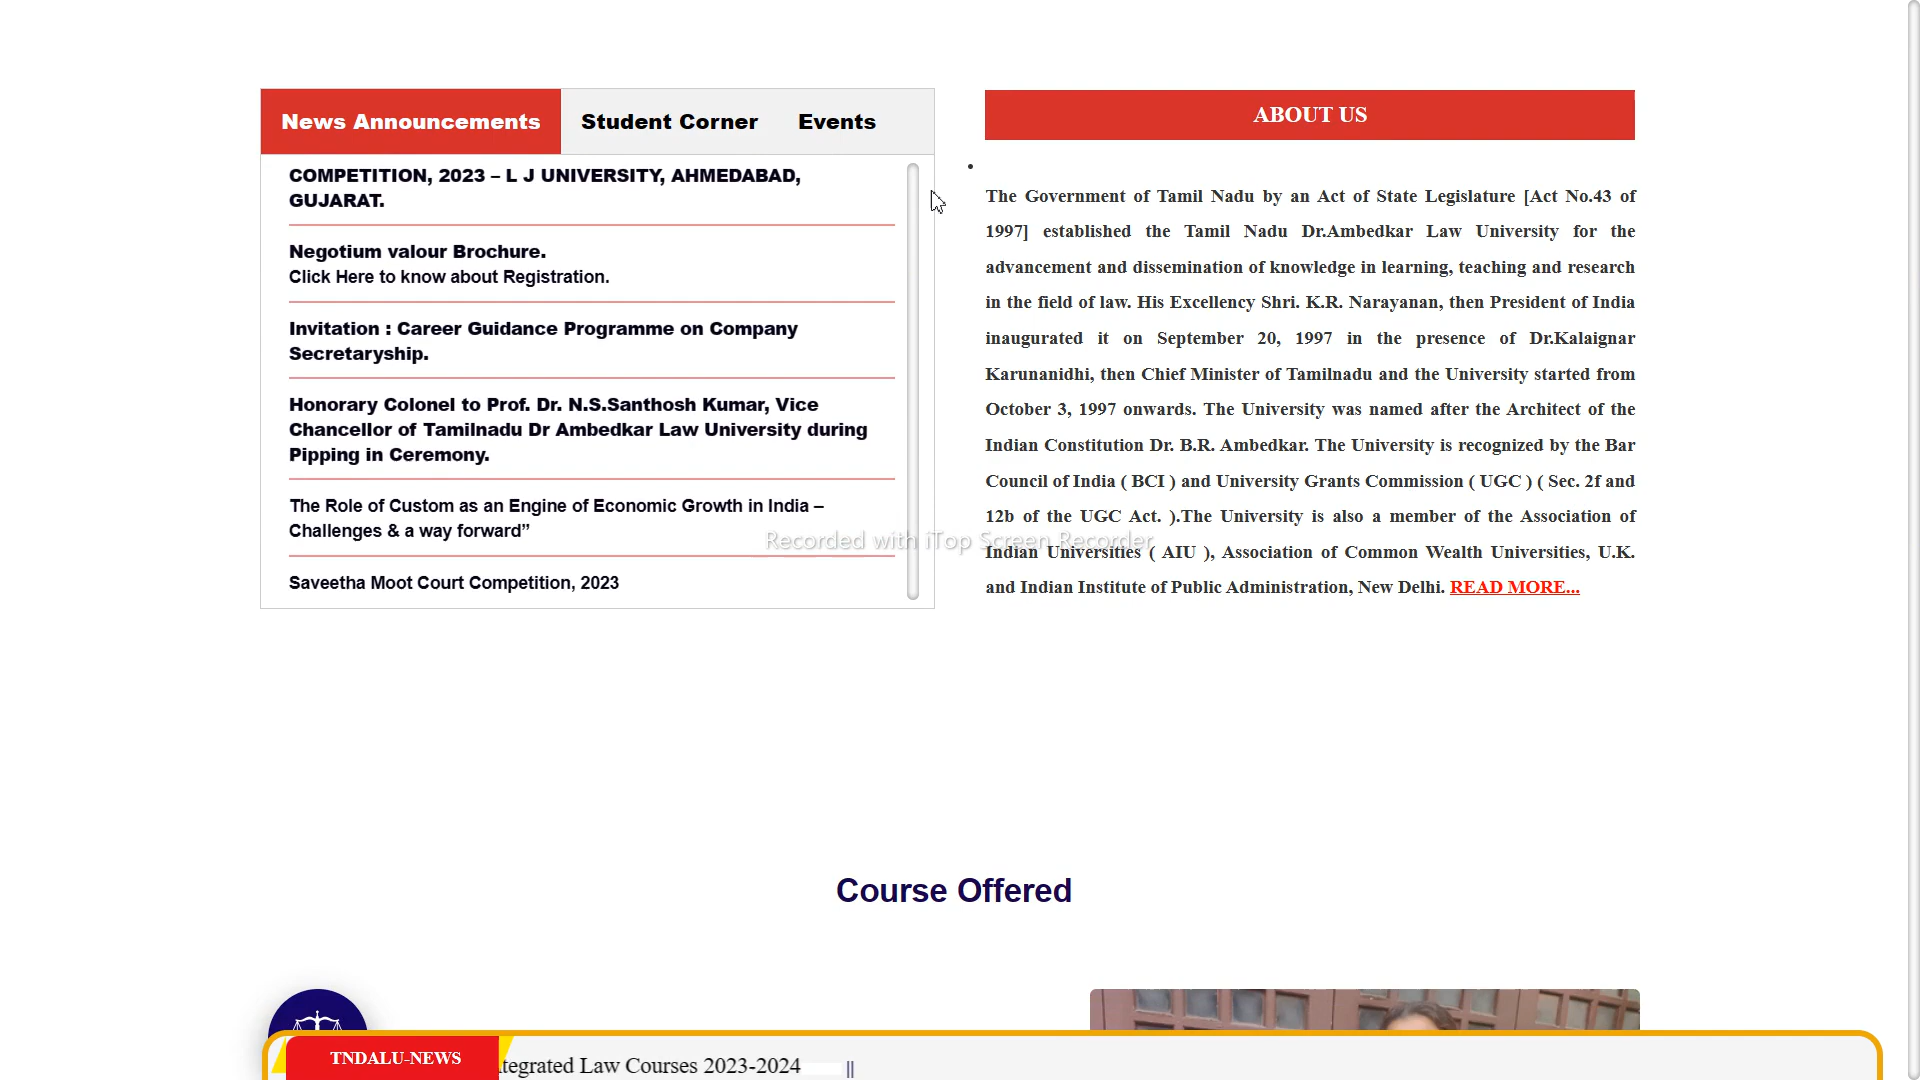 News Announcements
Student Corner
Events
COMPETITION, 2023 – L J UNIVERSITY, AHMEDABAD,
GUJARAT.
Negotium valour Brochure.
Click Here to know about Registration.
Invitation : Career Guidance Programme on Company
Secretaryship.
Honorary Colonel to Prof. Dr. N.S.Santhosh Kumar, Vice
Chancellor of Tamilnadu Dr Ambedkar Law University during
Pipping in Ceremony.
The Role of Custom as an Engine of Economic Growth in India –
Challenges & a way forward”
Saveetha Moot Court Competition, 2023
ABOUT US
The Government of Tamil Nadu by an Act of State Legislature [Act No.43 of
1997] established the Tamil Nadu Dr.Ambedkar Law University for the
advancement and dissemination of knowledge in learning, teaching and research
in the field of law. His Excellency Shri. K.R. Narayanan, then President of India
inaugurated it on September 20, 1997 in the presence of Dr.Kalaignar
Karunanidhi, then Chief Minister of Tamilnadu and the University started from
October 3, 1997 onwards. The University was named after the Architect of the
Indian Constitution Dr. B.R. Ambedkar. The University is recognized by the Bar
Council of India ( BCI ) and University Grants Commission ( UGC ) ( Sec. 2f and
12b of the UGC Act. ).The University is also a member of the Association of
Indian Universities ( AIU ), Association of Common Wealth Universities, U.K.
and Indian Institute of Public Administration, New Delhi. READ MORE...
Recorded with iTop Screen Recorder
Course Offered
TNDALU-NEWS
tegrated Law Courses 2023-2024 ||